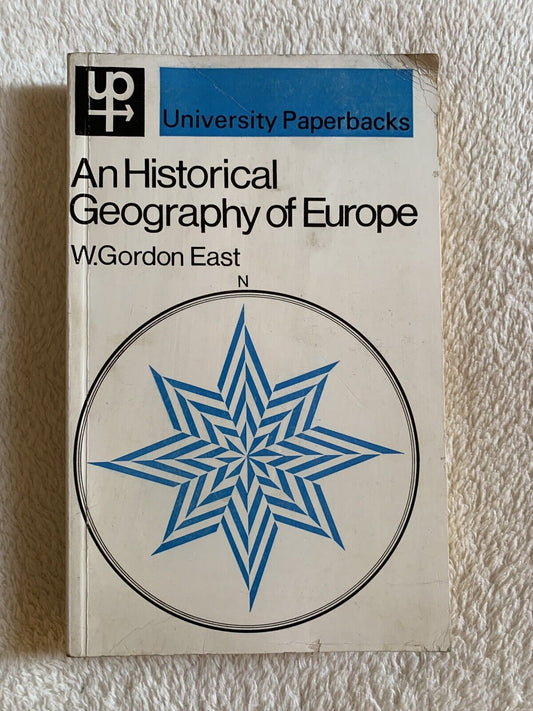 up
University Paperbacks
An Historical
Geography of Europe
W.Gordon East
N